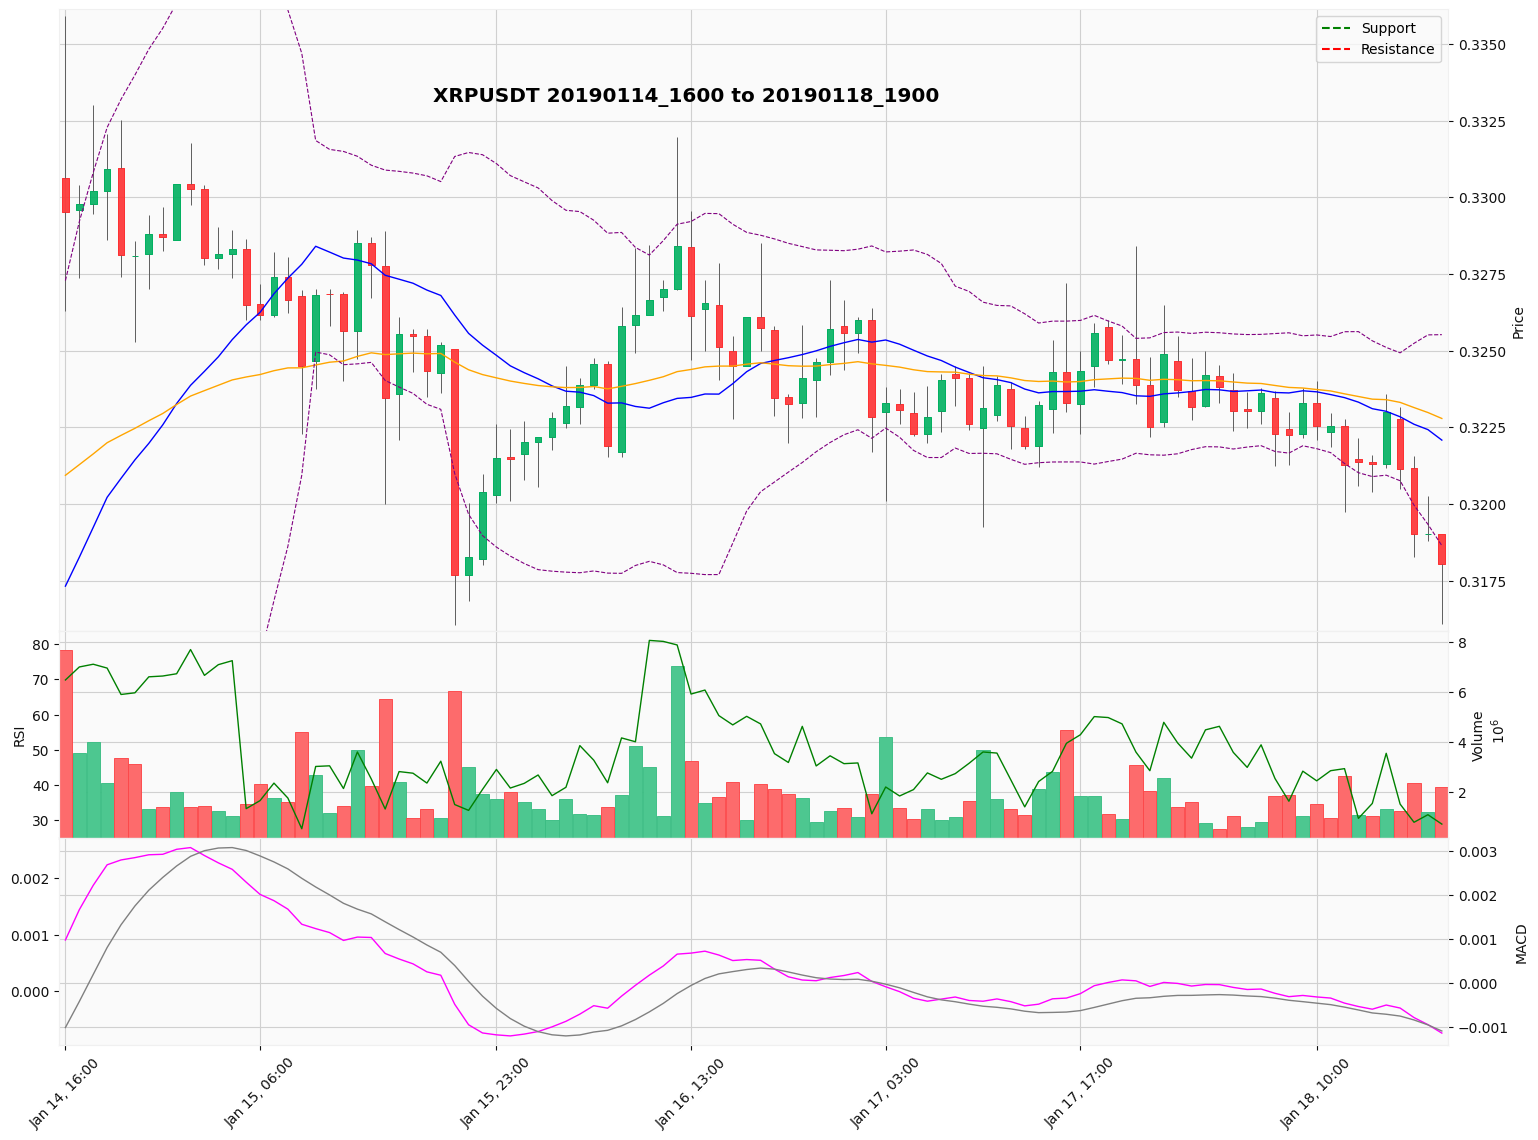 XRPUSDT 20190114_1600 to 20190118_1900
Support
Resistance
0.3350
0.3325
0.3300
0.3275
0.3250
0.3225
0.3200
0.3175
Price
80
70
60
50
40
30
RSI
8
6
4
2
Volume
10^6
0.002
0.001
0.000
0.003
0.002
0.001
0.000
−0.001
MACD
Jan 14, 16:00
Jan 15, 06:00
Jan 15, 23:00
Jan 16, 13:00
Jan 17, 03:00
Jan 17, 17:00
Jan 18, 10:00